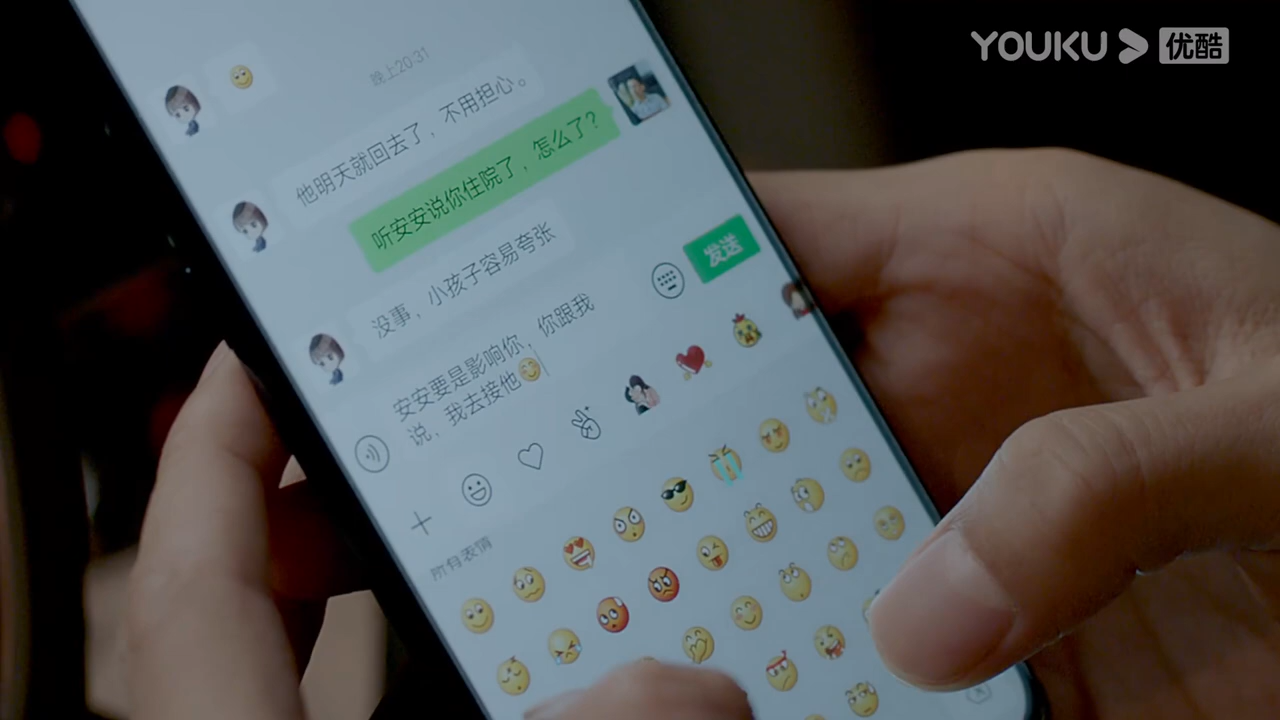 YOUKU 优酷
晚上20:31
他明天就回去了，不用担心。
听安安说你住院了，怎么了？
没事，小孩子容易夸张
安安要是影响你，你跟我
说，我去接他
发送
所有表情